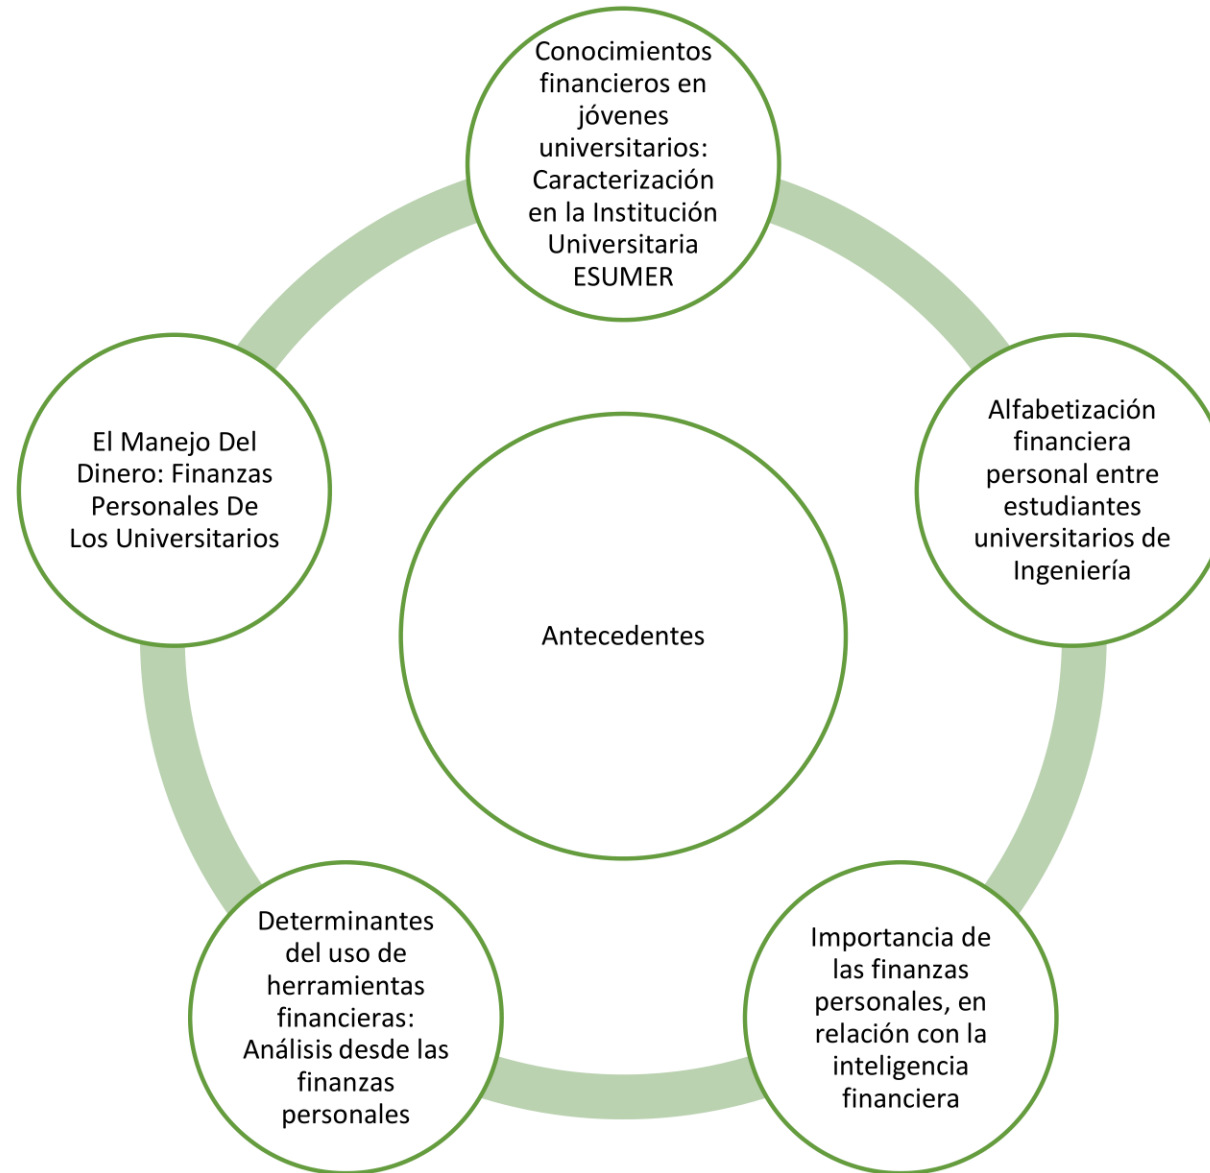 Conocimientos
financieros en
jóvenes
universitarios:
Caracterización
en la Institución
Universitaria
ESUMER
Alfabetización
financiera
personal entre
estudiantes
universitarios de
Ingeniería
Importancia de
las finanzas
personales, en
relación con la
inteligencia
financiera
Determinantes
del uso de
herramientas
financieras:
Análisis desde las
finanzas
personales
El Manejo Del
Dinero: Finanzas
Personales De
Los Universitarios
Antecedentes